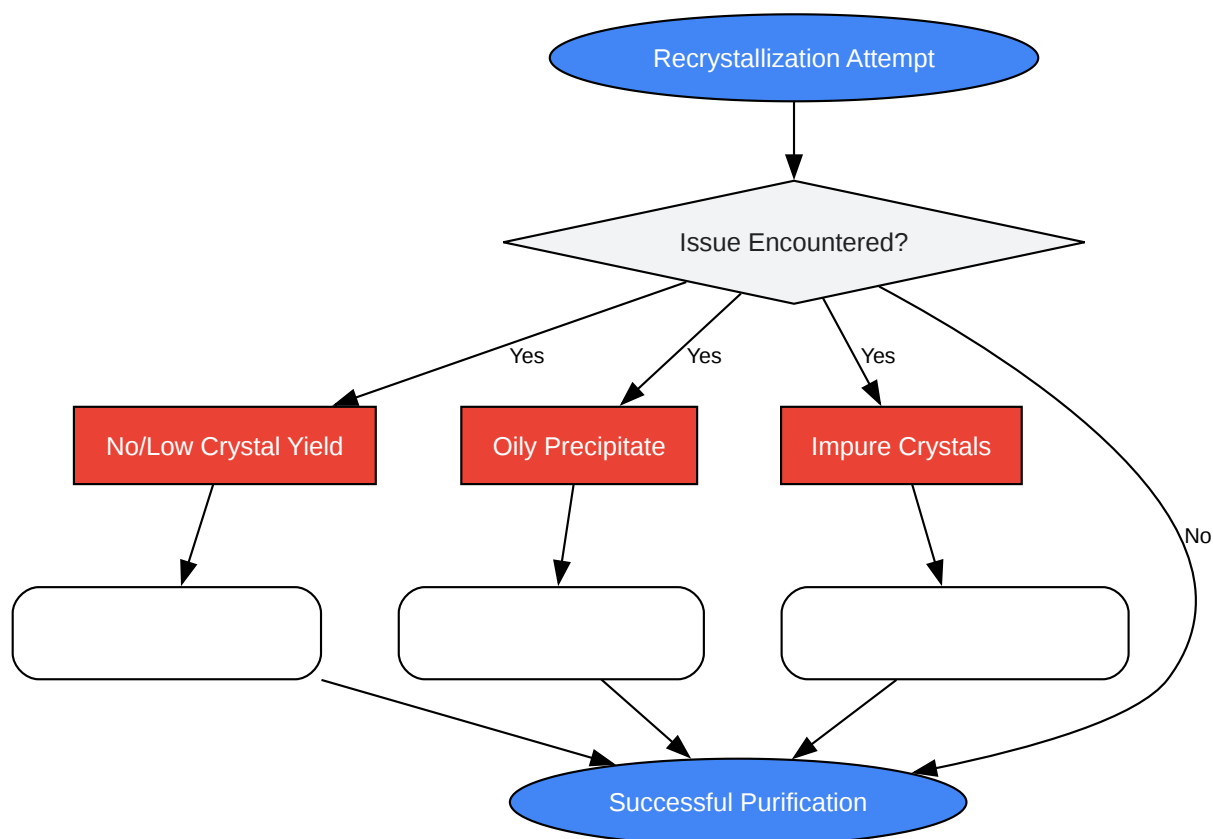 Recrystallization Attempt
Issue Encountered?
Yes
Yes
Yes
No/Low Crystal Yield
Oily Precipitate
Impure Crystals
No
Successful Purification